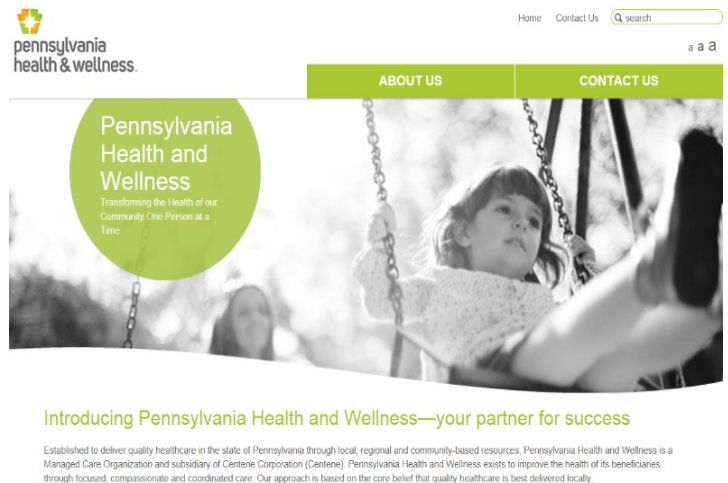 Home Contact Us search
pennsylvania
health & wellness.
a a a
ABOUT US CONTACT US
Pennsylvania
Health and
Wellness
Transforming the Health of our
Community One Person at a
Time
Introducing Pennsylvania Health and Wellness—your partner for success
Established to deliver quality healthcare in the state of Pennsylvania through local, regional and community-based resources, Pennsylvania Health and Wellness is a
Managed Care Organization and subsidiary of Centene Corporation (Centene). Pennsylvania Health and Wellness exists to improve the health of its beneficiaries
through focused, compassionate and coordinated care. Our approach is based on the core belief that quality healthcare is best delivered locally.